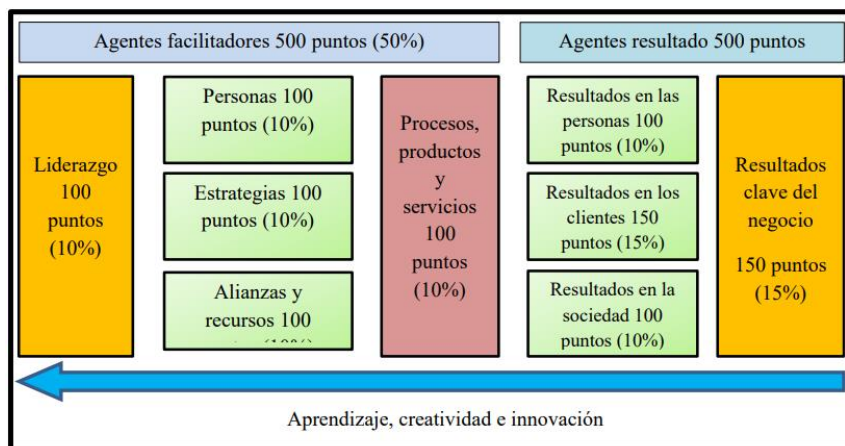 Agentes facilitadores 500 puntos (50%)
Agentes resultado 500 puntos
Liderazgo
100
puntos
(10%)
Personas 100
puntos (10%)
Estrategias 100
puntos (10%)
Alianzas y
recursos 100
Procesos,
productos
y
servicios
100
puntos
(10%)
Resultados en las
personas 100
puntos (10%)
Resultados en los
clientes 150
puntos (15%)
Resultados en la
sociedad 100
puntos (10%)
Resultados
clave del
negocio
150 puntos
(15%)
Aprendizaje, creatividad e innovación